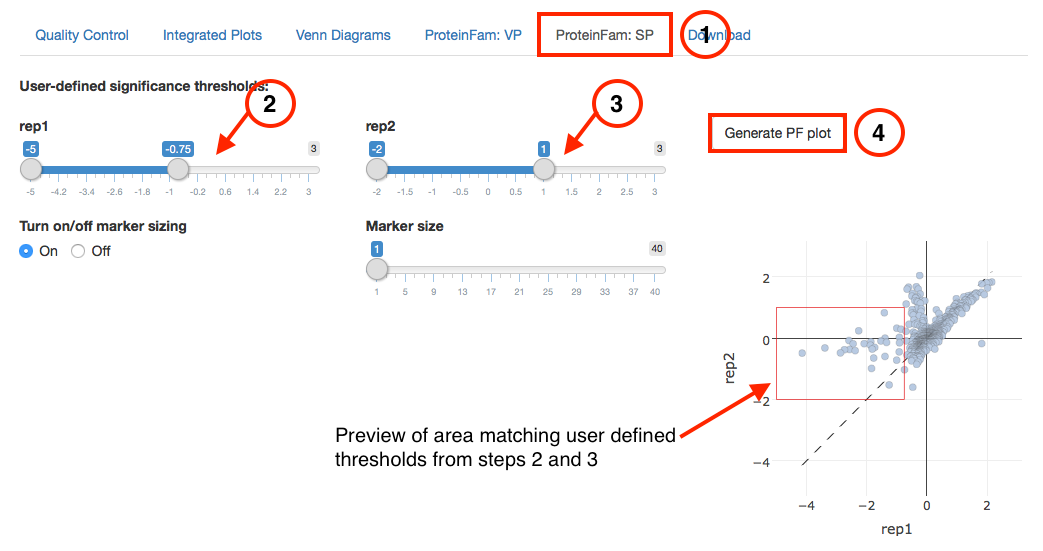 Quality Control Integrated Plots Venn Diagrams ProteinFam: VP ProteinFam: SP 1 Download
User-defined significance thresholds:
2 3 4
rep1 rep2 Generate PF plot
-5 -0.75 3 -2 1 3
-5 -4.2 -3.4 -2.6 -1.8 -1 -0.2 0.6 1.4 2.2 3 -2 -1.5 -1 -0.5 0 0.5 1 1.5 2 2.5 3
Turn on/off marker sizing Marker size
On Off 1 40
1 5 9 13 17 21 25 29 33 37 40
2
0
rep2
−2
Preview of area matching user defined
thresholds from steps 2 and 3
−4
−4 −2 0 2
rep1